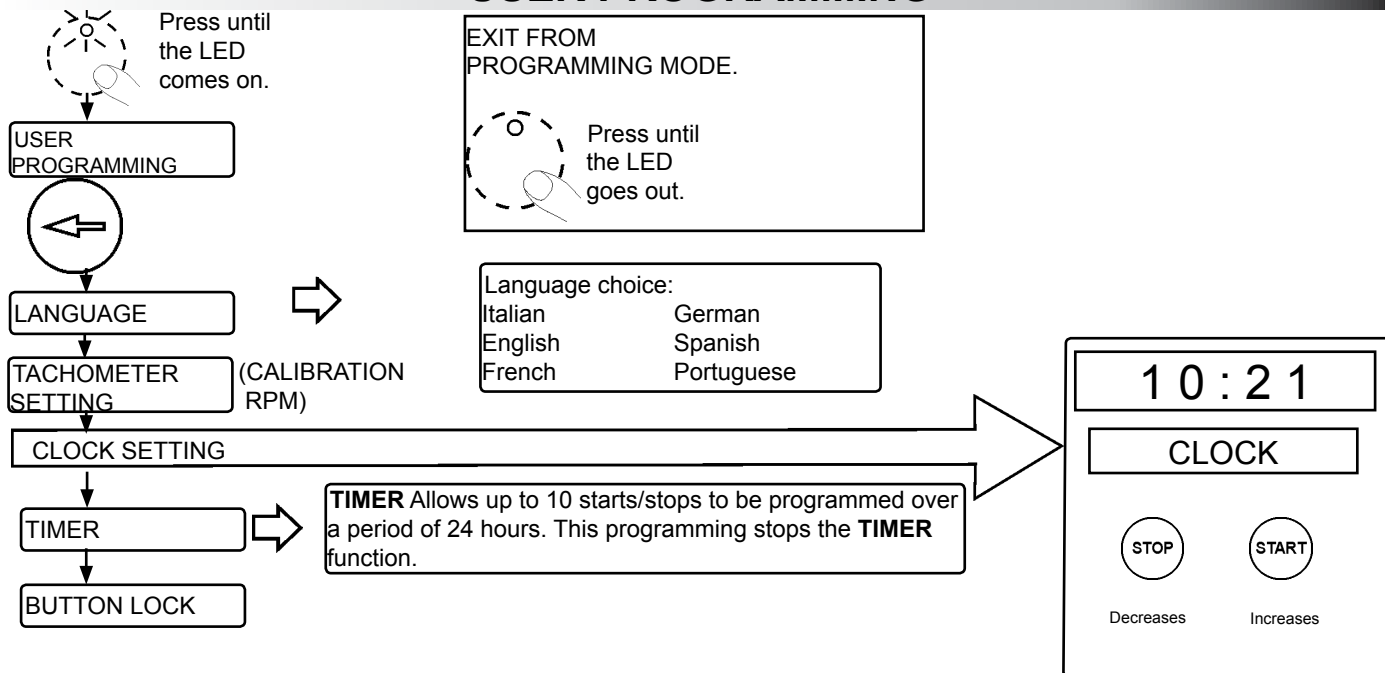 USER PROGRAMMING
Press until
the LED
comes on.
EXIT FROM
PROGRAMMING MODE.
Press until
the LED
goes out.
USER
PROGRAMMING
LANGUAGE
Language choice:
Italian German
English Spanish
French Portuguese
TACHOMETER
SETTING
(CALIBRATION
RPM)
CLOCK SETTING
10:21
CLOCK
STOP START
Decreases Increases
TIMER
TIMER Allows up to 10 starts/stops to be programmed over
a period of 24 hours. This programming stops the TIMER
function.
BUTTON LOCK